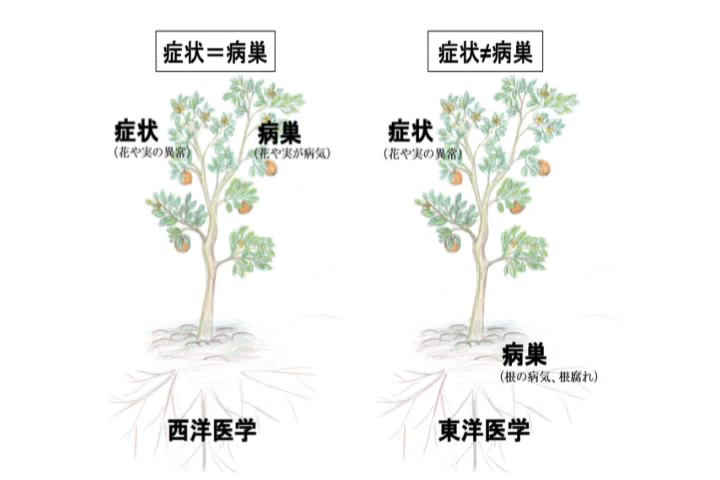 症状＝病巣
症状
（花や実の異常）
病巣
（花や実が病気）
西洋医学
症状≠病巣
症状
（花や実の異常）
病巣
（根の病気、根腐れ）
東洋医学